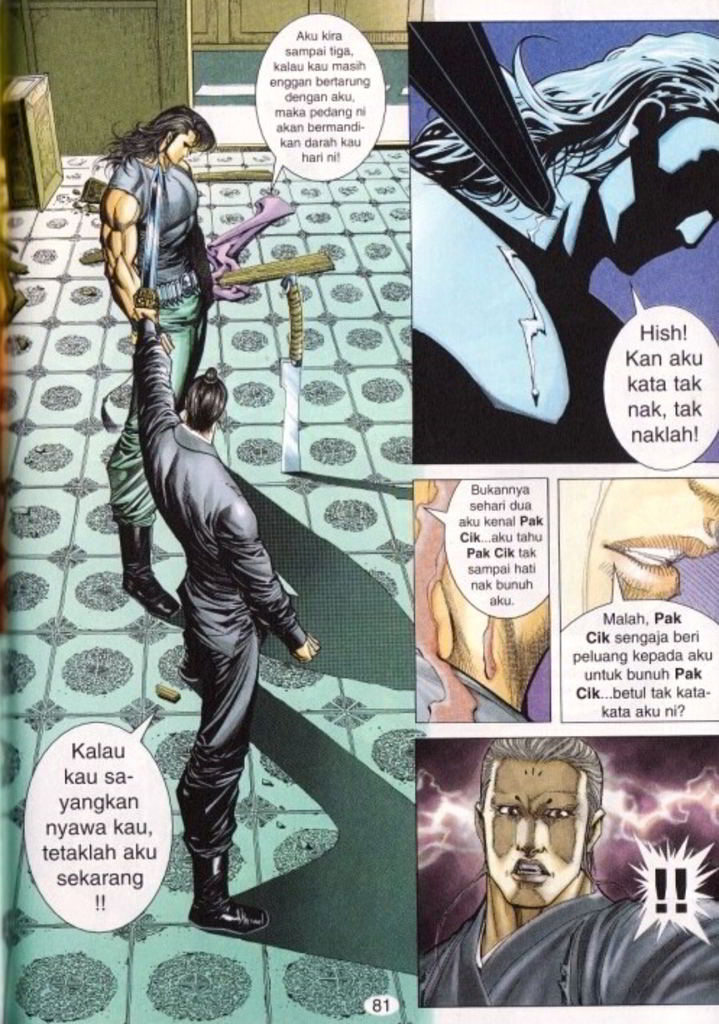 Aku kira
sampai tiga,
kalau kau masih
enggan bertarung
dengan aku,
maka pedang ni
akan bermandi-
kan darah kau
hari ni!
Kalau
kau sa-
yangkan
nyawa kau,
tetaklah aku
sekarang
!!
Hish!
Kan aku
kata tak
nak, tak
naklah!
Bukannya
sehari dua
aku kenal Pak
Cik...aku tahu
Pak Cik tak
sampai hati
nak bunuh
aku.
Malah, Pak
Cik sengaja beri
peluang kepada aku
untuk bunuh Pak
Cik...betul tak kata-
kata aku ni?
!!
81